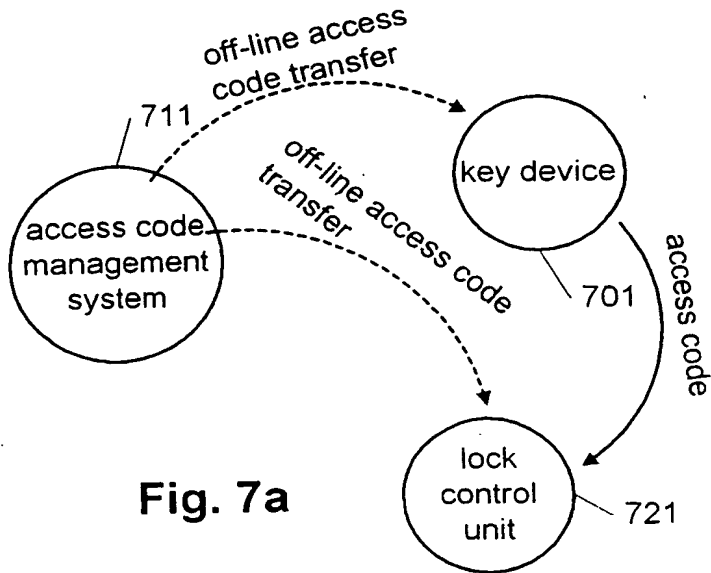 off-line access
code transfer
711
off-line access code
transfer
key device
access code
management
system
701
access code
lock
control
unit
721
Fig. 7a